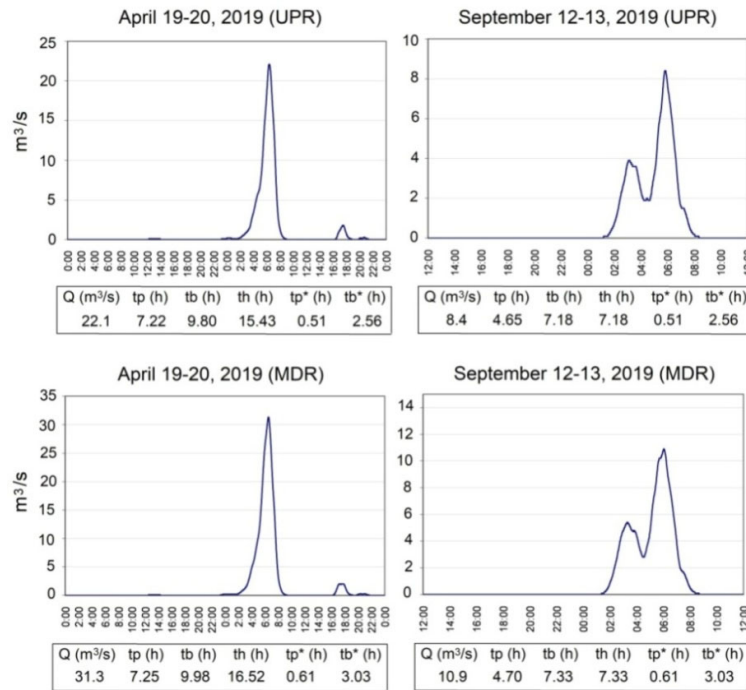 April 19-20, 2019 (UPR)
25
20
15
10
5
0
m³/s
0:00 2:00 4:00 6:00 8:00 10:00 12:00 14:00 16:00 18:00 20:00 22:00 0:00 2:00 4:00 6:00 8:00 10:00 12:00 14:00 16:00 18:00 20:00 22:00 0:00
Q (m³/s) tp (h) tb (h) th (h) tp* (h) tb* (h)
22.1 7.22 9.80 15.43 0.51 2.56
September 12-13, 2019 (UPR)
10
8
6
4
2
0
12:00 14:00 16:00 18:00 20:00 22:00 00:00 02:00 04:00 06:00 08:00 10:00 12:00
Q (m³/s) tp (h) tb (h) th (h) tp* (h) tb* (h)
8.4 4.65 7.18 7.18 0.51 2.56
April 19-20, 2019 (MDR)
35
30
25
20
15
10
5
0
m³/s
0:00 2:00 4:00 6:00 8:00 10:00 12:00 14:00 16:00 18:00 20:00 22:00 0:00 2:00 4:00 6:00 8:00 10:00 12:00 14:00 16:00 18:00 20:00 22:00 0:00
Q (m³/s) tp (h) tb (h) th (h) tp* (h) tb* (h)
31.3 7.25 9.98 16.52 0.61 3.03
September 12-13, 2019 (MDR)
14
12
10
8
6
4
2
0
12:00 14:00 16:00 18:00 20:00 22:00 00:00 02:00 04:00 06:00 08:00 10:00 12:00
Q (m³/s) tp (h) tb (h) th (h) tp* (h) tb* (h)
10.9 4.70 7.33 7.33 0.61 3.03